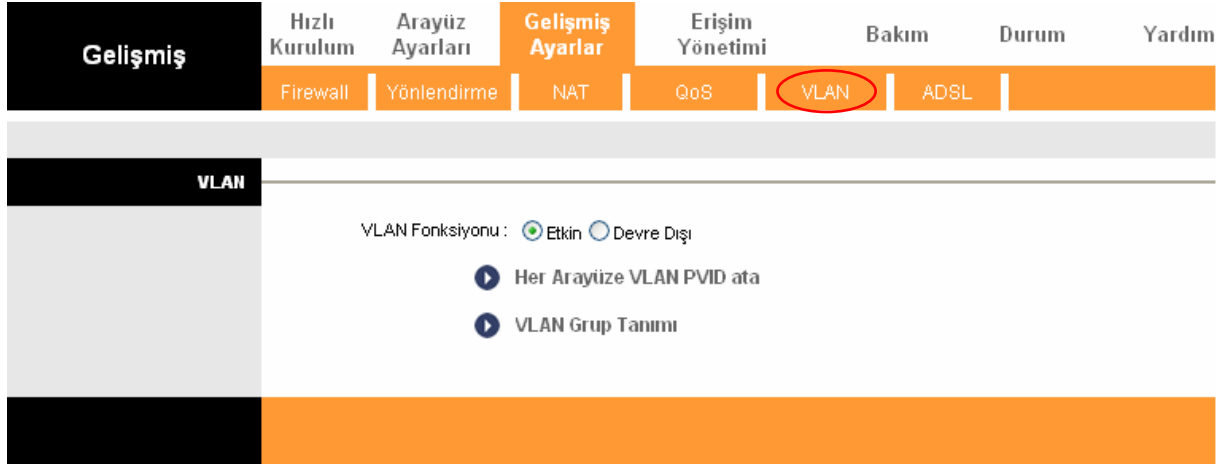 Gelişmiş
Hızlı Kurulum
Arayüz Ayarları
Gelişmiş Ayarlar
Erişim Yönetimi
Bakım
Durum
Yardım
Firewall
Yönlendirme
NAT
QoS
VLAN
ADSL
VLAN
VLAN Fonksiyonu : Etkin Devre Dışı
Her Arayüze VLAN PVID ata
VLAN Grup Tanımı